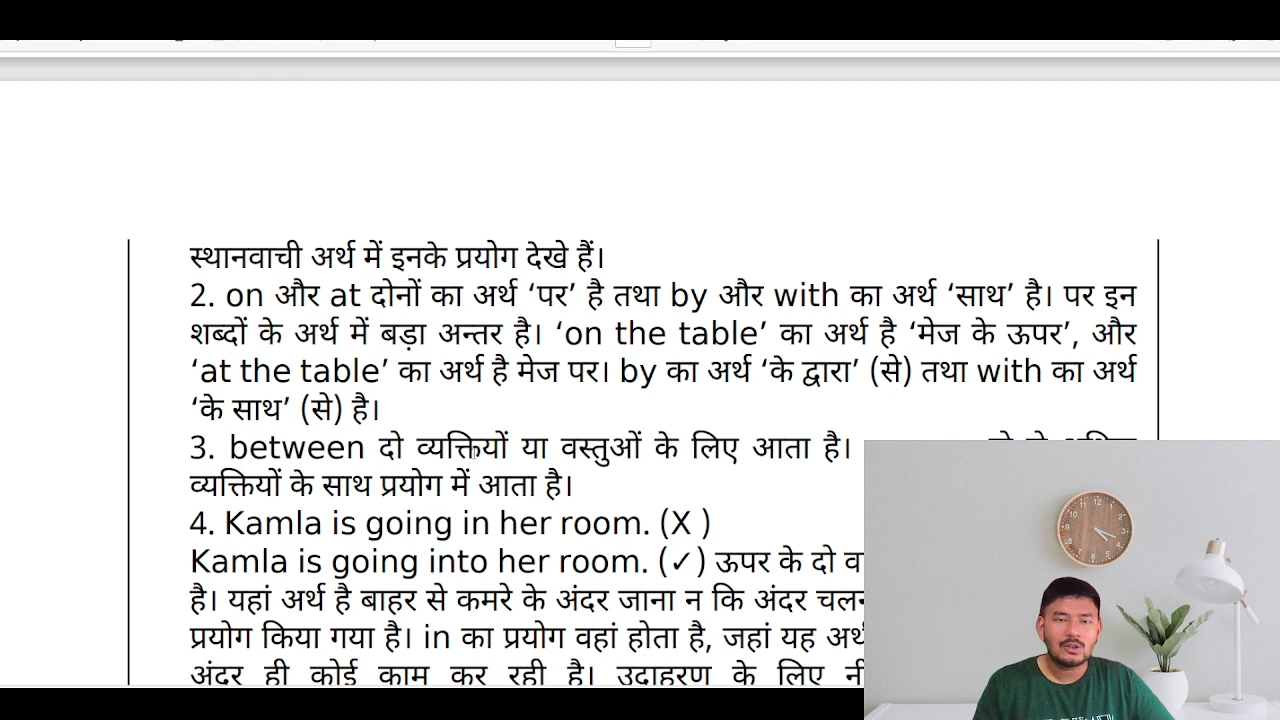 स्थानवाची अर्थ में इनके प्रयोग देखे हैं।
2. on और at दोनों का अर्थ ‘पर’ है तथा by और with का अर्थ ‘साथ’ है। पर इन
शब्दों के अर्थ में बड़ा अन्तर है। ‘on the table’ का अर्थ है ‘मेज के ऊपर’, और
‘at the table’ का अर्थ है मेज पर। by का अर्थ ‘के द्वारा’ (से) तथा with का अर्थ
‘के साथ’ (से) है।
3. between दो व्यक्तियों या वस्तुओं के लिए आता है।
व्यक्तियों के साथ प्रयोग में आता है।
4. Kamla is going in her room. (X )
Kamla is going into her room. (✓) ऊपर के दो
है। यहां अर्थ है बाहर से कमरे के अंदर जाना न कि अंदर
प्रयोग किया गया है। in का प्रयोग वहां होता है, जहां यह अर्थ
अंदर ही कोई काम कर रही है। उदाहरण के लिए